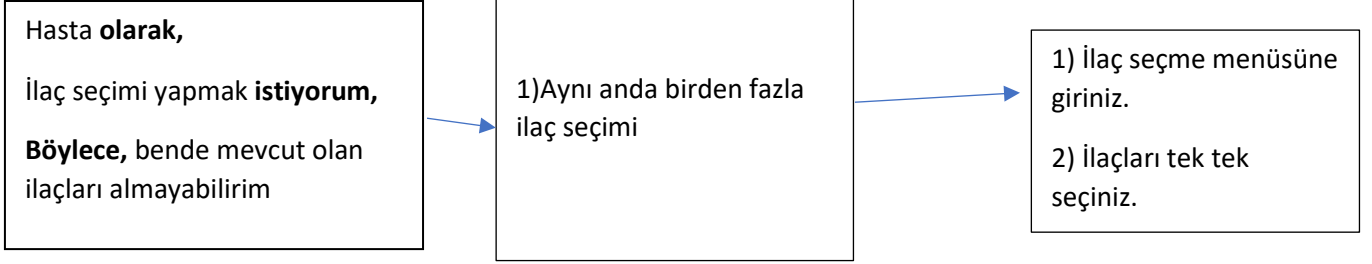 Hasta olarak,
İlaç seçimi yapmak istiyorum,
Böylece, bende mevcut olan
ilaçları almayabilirim
1)Aynı anda birden fazla
ilaç seçimi
1) İlaç seçme menüsüne
giriniz.
2) İlaçları tek tek
seçiniz.